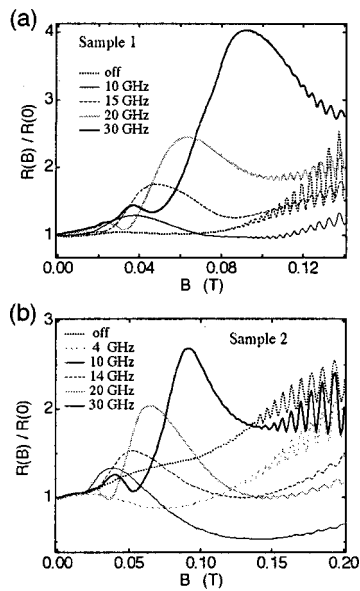 (a)
Sample 1
off
10 GHz
15 GHz
20 GHz
30 GHz
R(B) / R(0)
4
3
2
1
0.00 0.04 0.08 0.12
B (T)
(b)
Sample 2
off
4 GHz
10 GHz
14 GHz
20 GHz
30 GHz
R(B) / R(0)
3
2
1
0.00 0.05 0.10 0.15 0.20
B (T)